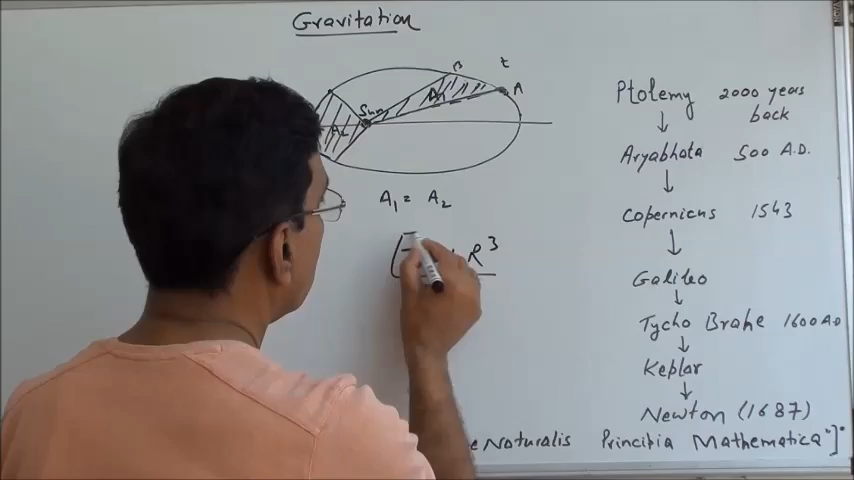 Gravitation
B t
A
Sun
A2
A1 = A2
R³
Ptolemy 2000 years
back
Aryabhata 500 A.D.
Copernicus 1543
Galileo
Tycho Brahe 1600 A.D
Keplar
Newton (1687)
Naturalis Principia Mathematica"]